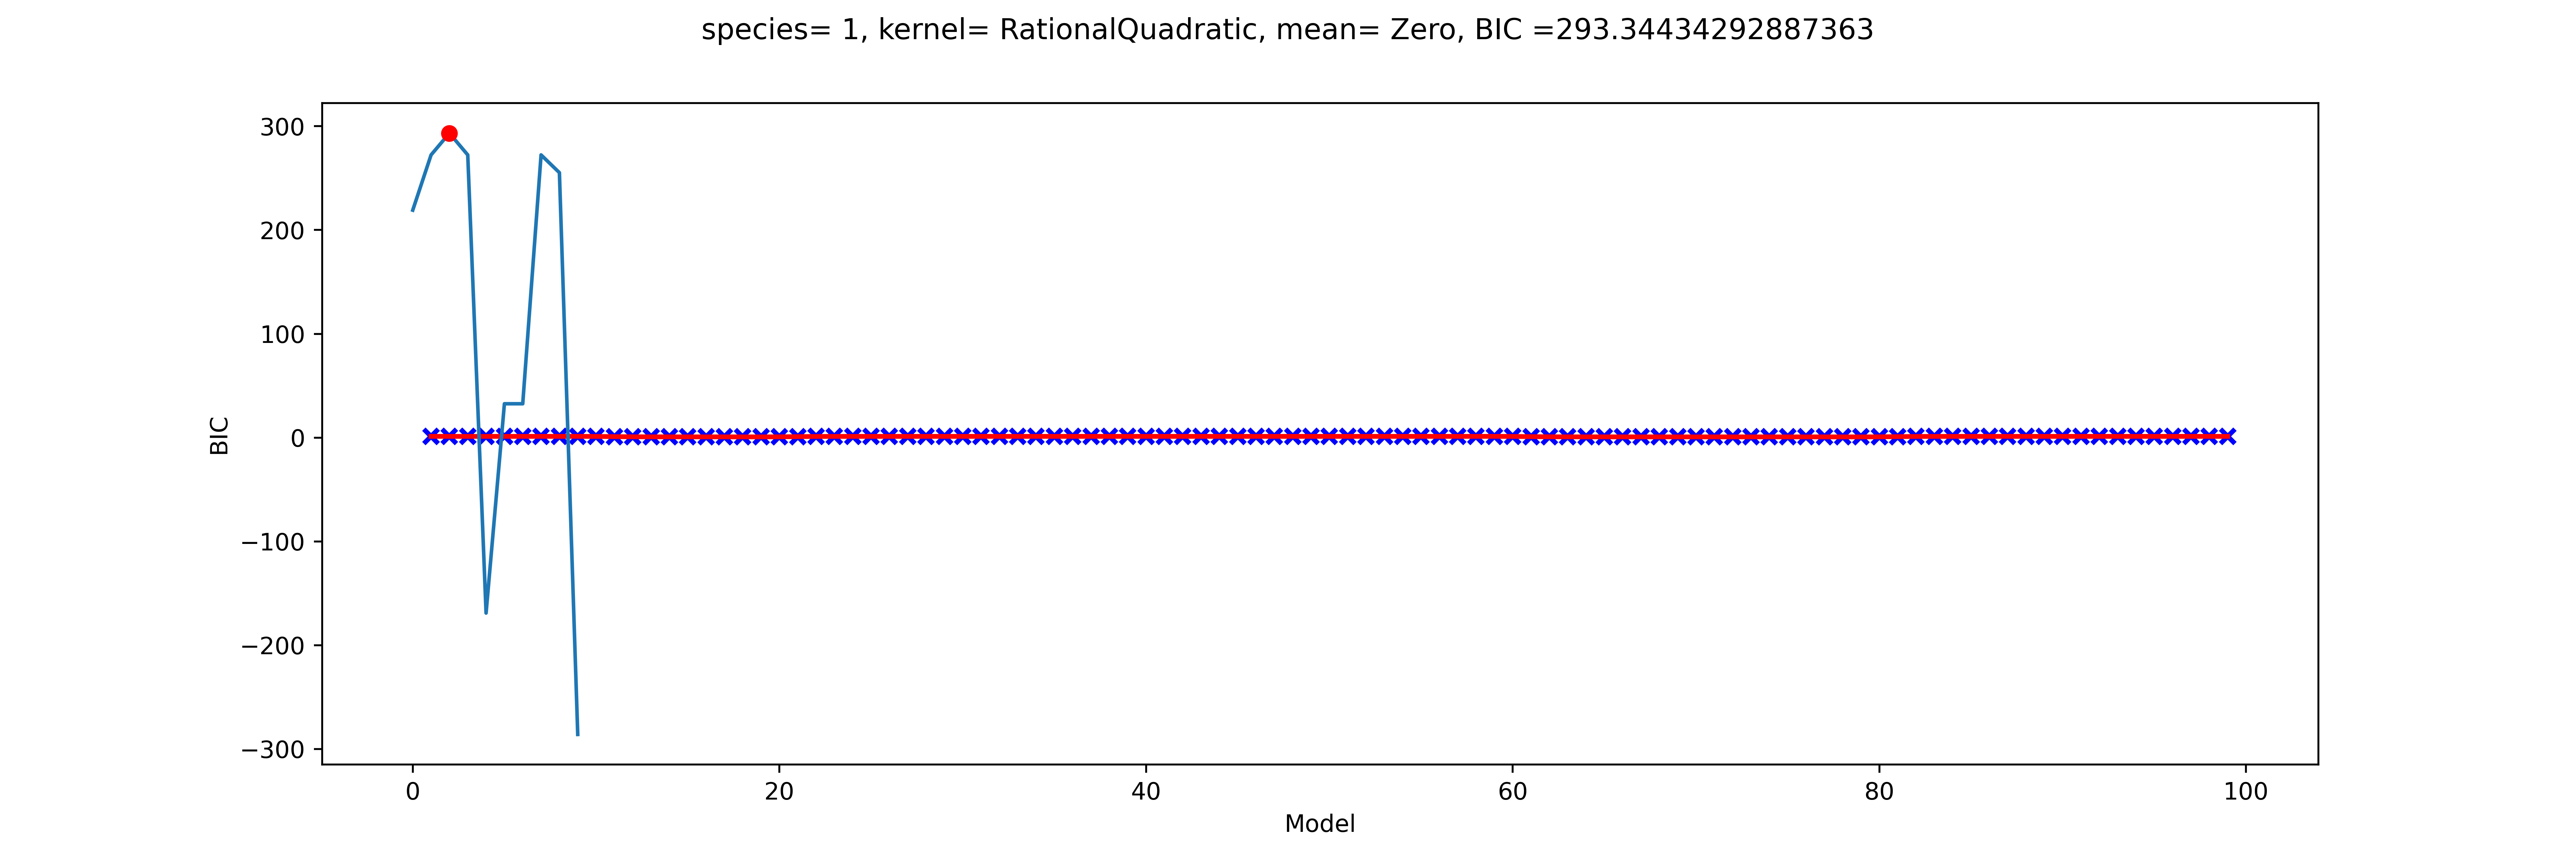 species= 1, kernel= RationalQuadratic, mean= Zero, BIC =293.34434292887363
300
200
100
0
−100
−200
−300
BIC
0 20 40 60 80 100
Model